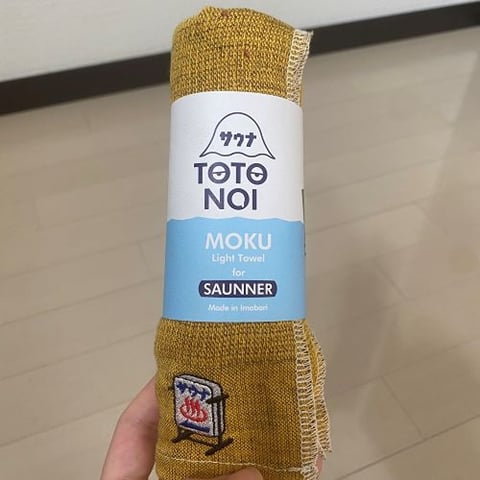 サウナ
TOTO
NOI
MOKU
Light Towel
for
SAUNNER
Made in Imabari
サウナ